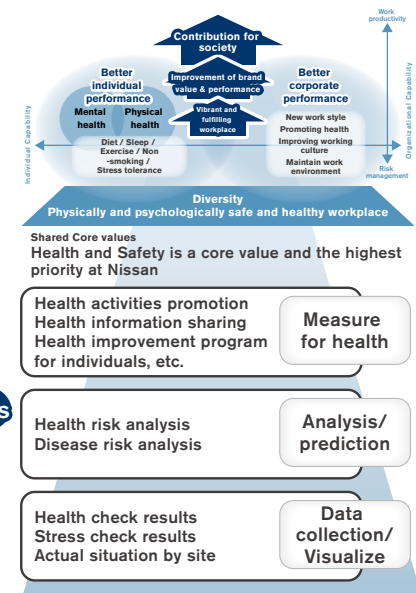 Work
productivity
Contribution for
society
Better
individual
performance
Improvement of brand
value & performance
Better
corporate
performance
Mental
health
Physical
health
Vibrant and
fulfilling
workplace
New work style
Promoting health
Improving working
culture
Maintain work
environment
Diet / Sleep /
Exercise / Non
-smoking /
Stress tolerance
Individual Capability
Organizational Capability
Risk
management
Diversity
Physically and psychologically safe and healthy workplace
Shared Core values
Health and Safety is a core value and the highest
priority at Nissan
Health activities promotion
Health information sharing
Health improvement program
for individuals, etc.
Measure
for health
s
Health risk analysis
Disease risk analysis
Analysis/
prediction
Health check results
Stress check results
Actual situation by site
Data
collection/
Visualize